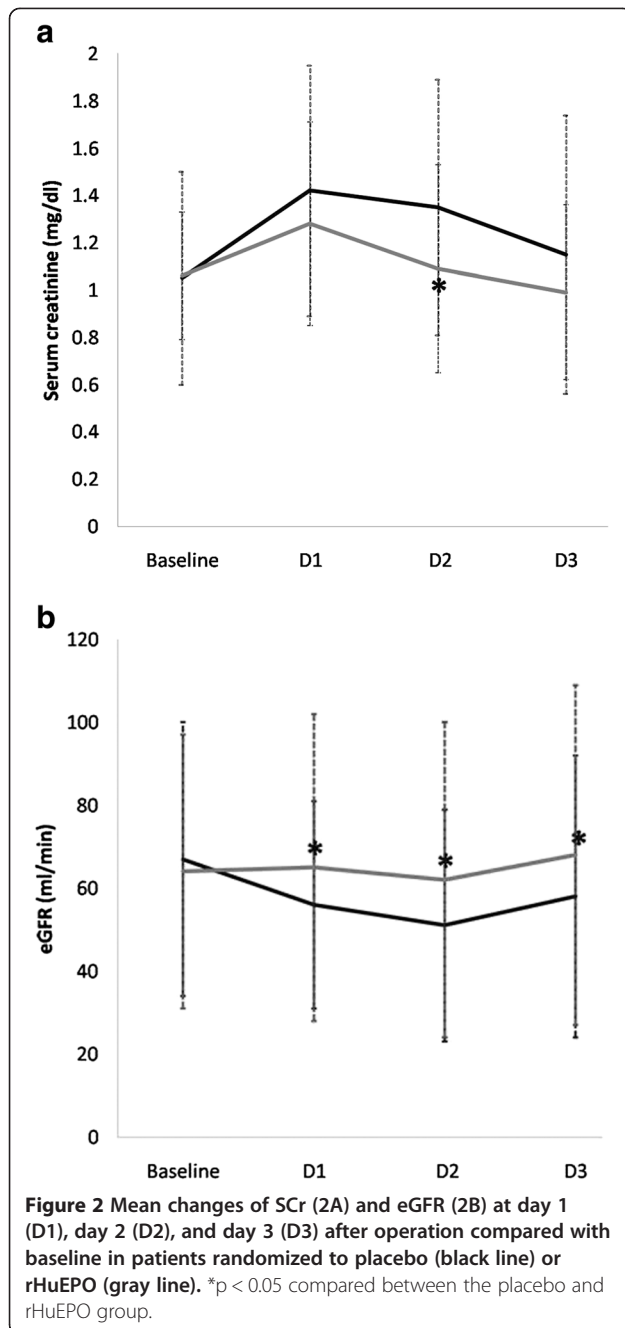 a
2
1.8
1.6
1.4
1.2
1
0.8
0.6
0.4
0.2
0
Serum creatinine (mg/dl)
*
Baseline D1 D2 D3
b
120
100
80
60
40
20
0
eGFR (ml/min)
* * *
Baseline D1 D2 D3
Figure 2 Mean changes of SCr (2A) and eGFR (2B) at day 1
(D1), day 2 (D2), and day 3 (D3) after operation compared with
baseline in patients randomized to placebo (black line) or
rHuEPO (gray line). *p < 0.05 compared between the placebo and
rHuEPO group.